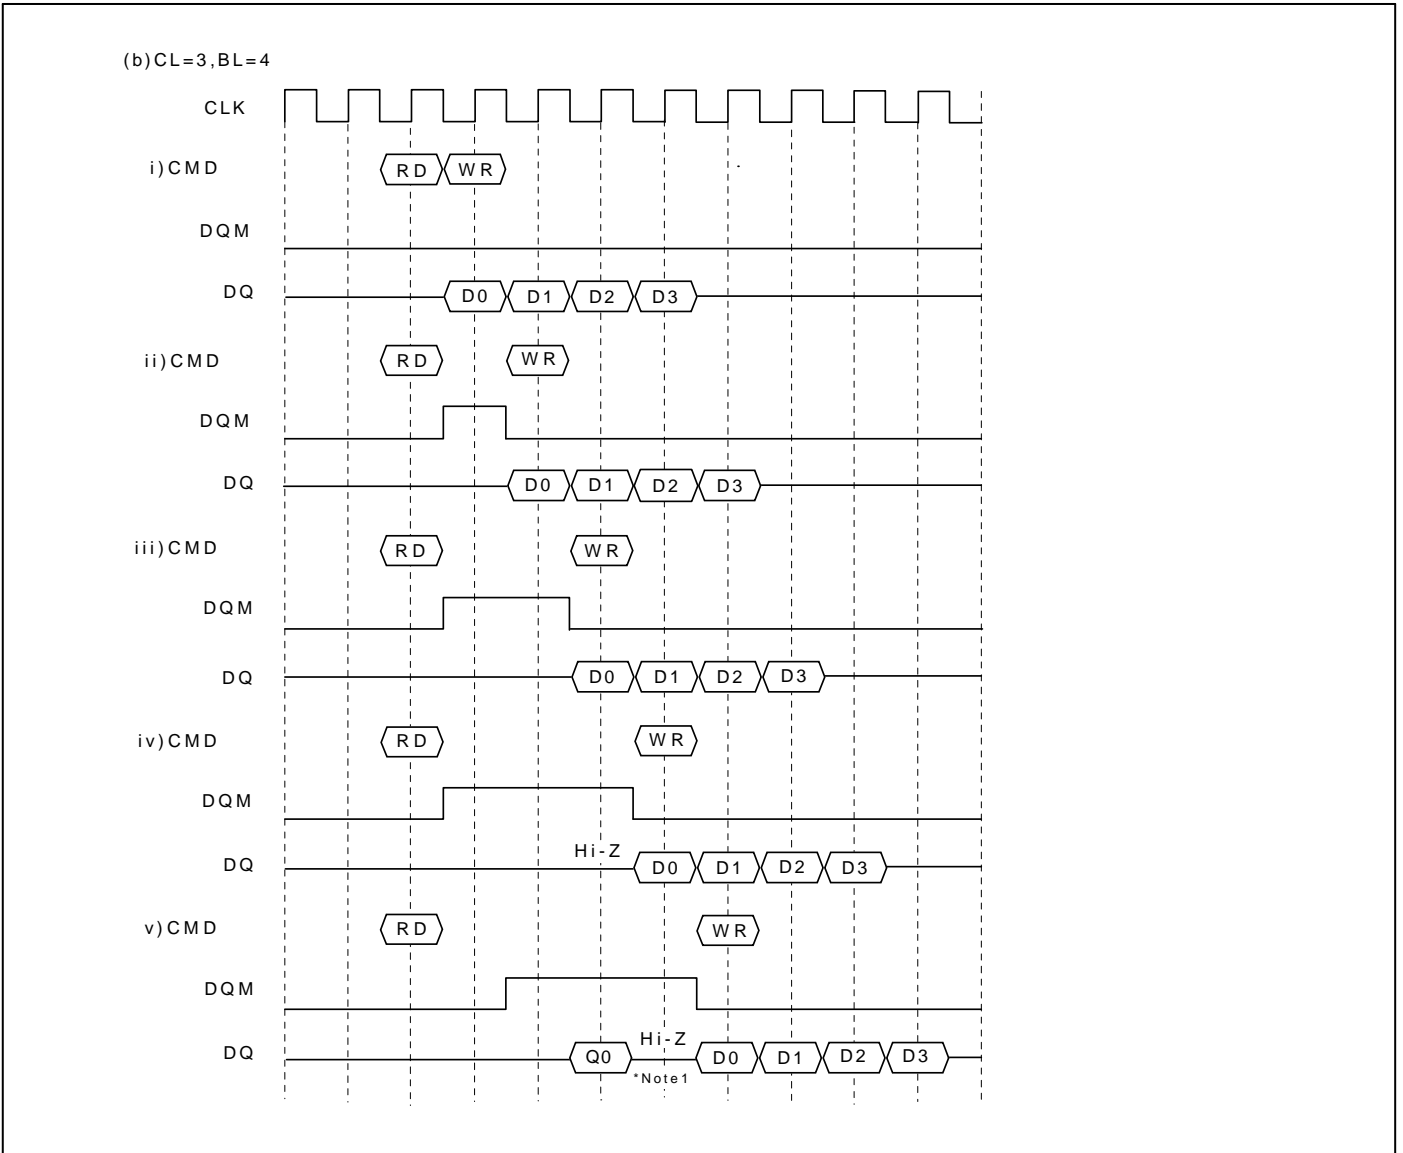 (b)CL=3,BL=4
CLK
i)CMD RD WR
DQM
DQ D0 D1 D2 D3
ii)CMD RD WR
DQM
DQ D0 D1 D2 D3
iii)CMD RD WR
DQM
DQ D0 D1 D2 D3
iv)CMD RD WR
DQM
DQ Hi-Z D0 D1 D2 D3
v)CMD RD WR
DQM
DQ Q0 Hi-Z D0 D1 D2 D3
*Note1